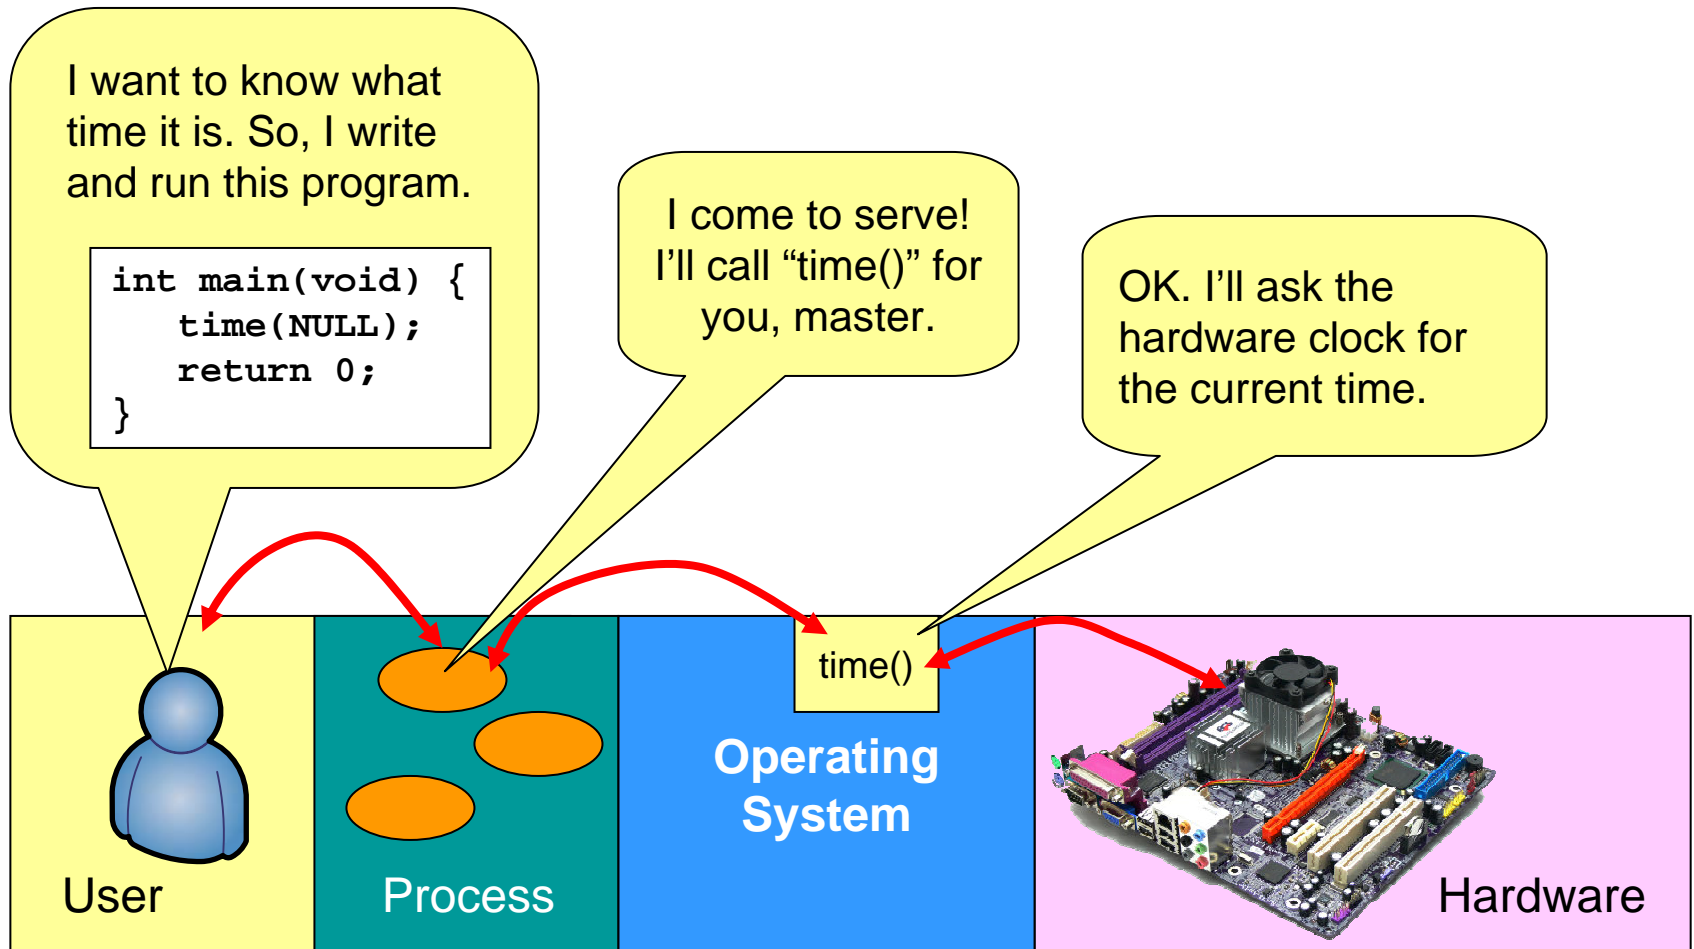 I want to know what
time it is. So, I write
and run this program.
int main(void) {
time(NULL);
return 0;
}
I come to serve!
I’ll call “time()” for
you, master.
OK. I’ll ask the
hardware clock for
the current time.
time()
Operating
System
User
Process
Hardware